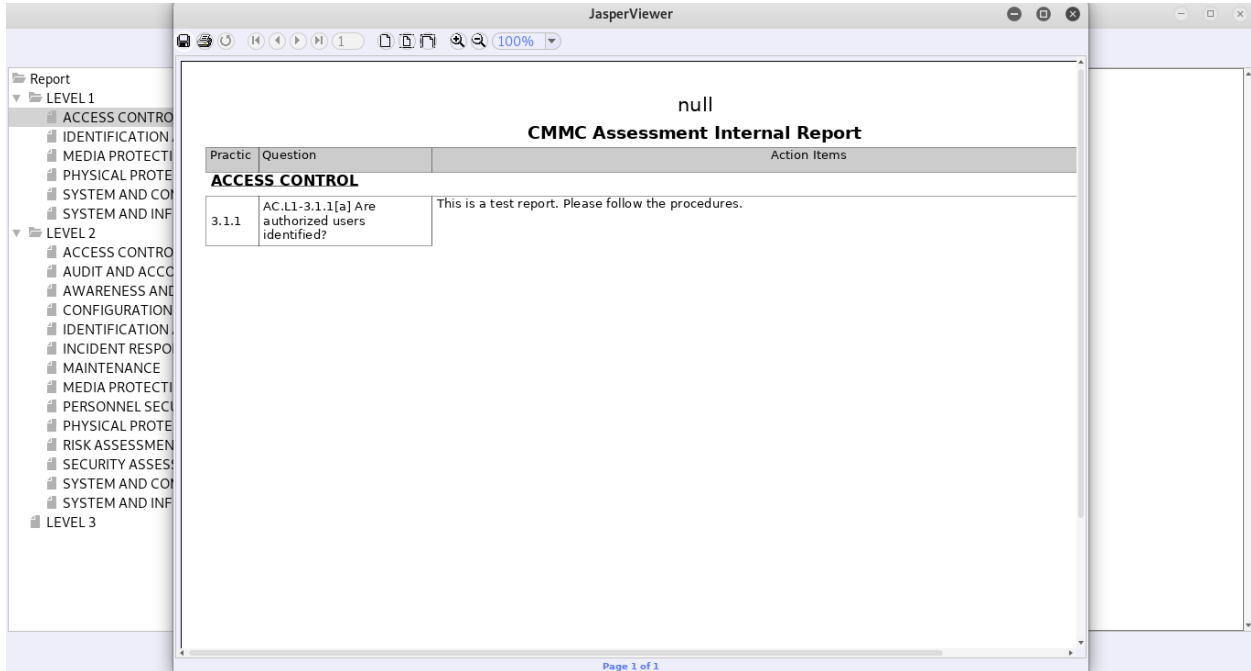 JasperViewer
1
100%
Report
LEVEL 1
ACCESS CONTRO
IDENTIFICATION
MEDIA PROTECTI
PHYSICAL PROTE
SYSTEM AND CO
SYSTEM AND INF
LEVEL 2
ACCESS CONTRO
AUDIT AND ACCO
AWARENESS AND
CONFIGURATION
IDENTIFICATION
INCIDENT RESPO
MAINTENANCE
MEDIA PROTECTI
PERSONNEL SECU
PHYSICAL PROTE
RISK ASSESSMEN
SECURITY ASSESS
SYSTEM AND CO
SYSTEM AND INF
LEVEL 3
null
CMMC Assessment Internal Report
Practic Question Action Items
ACCESS CONTROL
3.1.1
AC.L1-3.1.1[a] Are
authorized users
identified?
This is a test report. Please follow the procedures.
Page 1 of 1